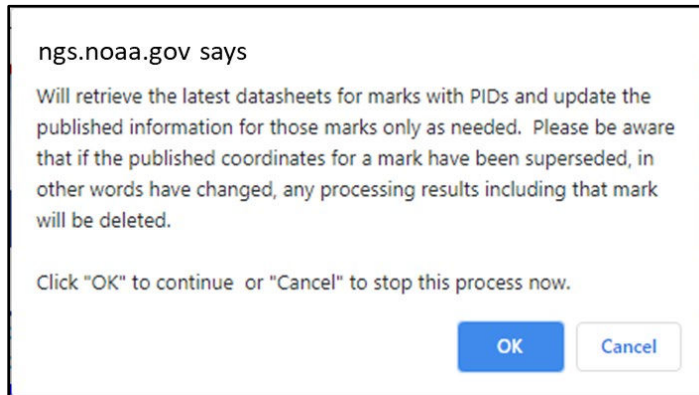 ngs.noaa.gov says
Will retrieve the latest datasheets for marks with PIDs and update the
published information for those marks only as needed.  Please be aware
that if the published coordinates for a mark have been superseded, in
other words have changed, any processing results including that mark
will be deleted.
Click "OK" to continue  or "Cancel" to stop this process now.
OK Cancel